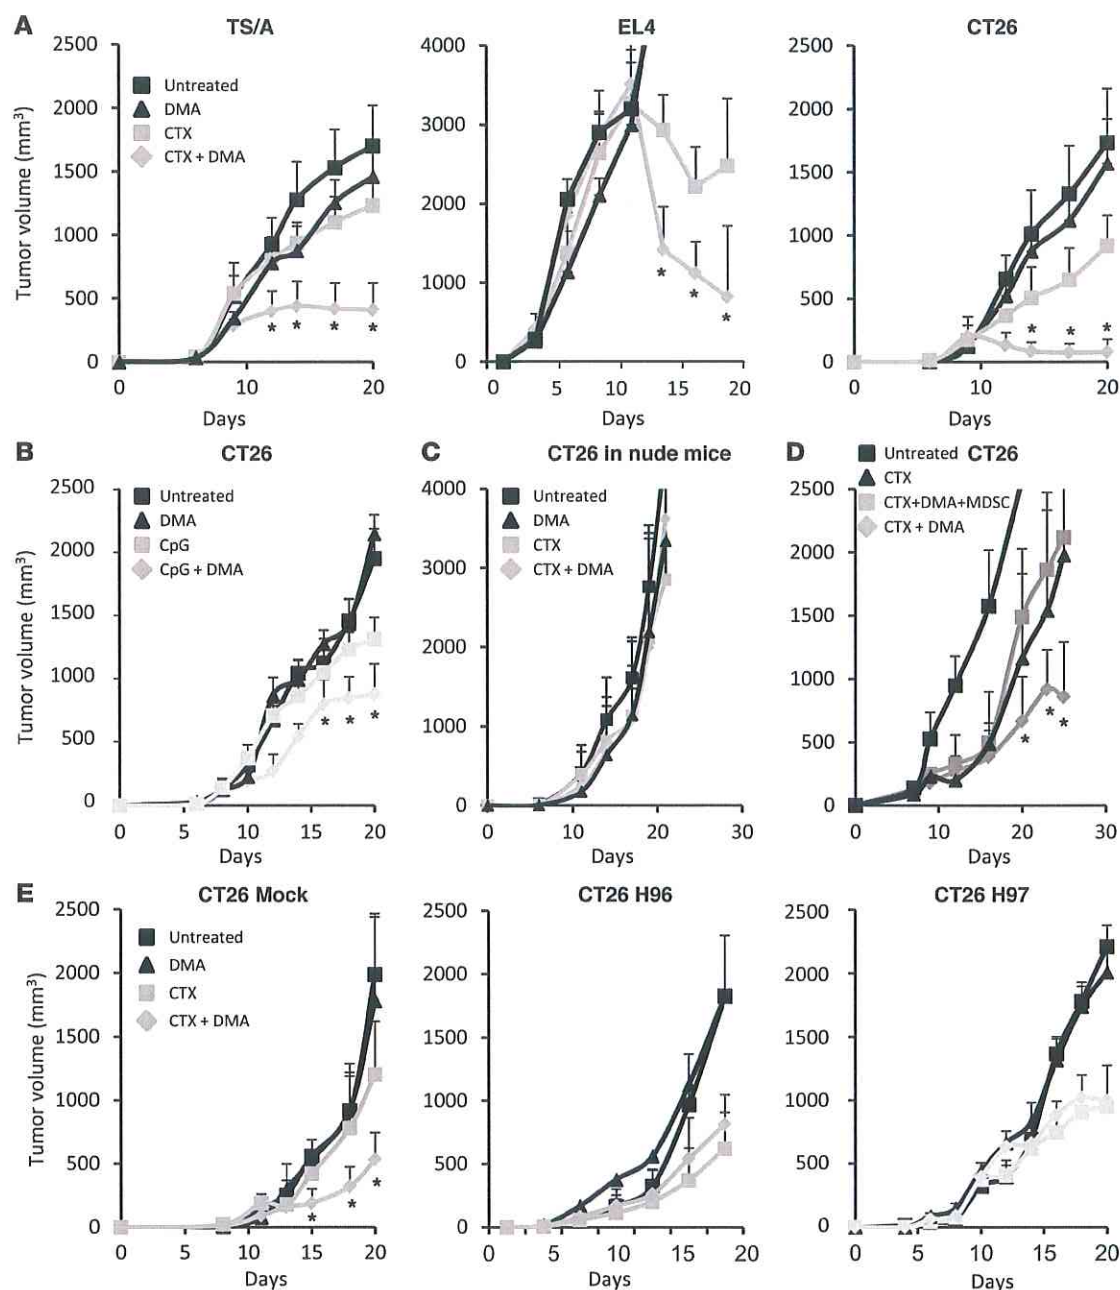 A
TS/A
EL4
CT26
2500
2000
1500
1000
500
0
Tumor volume (mm³)
Untreated
DMA
CTX
CTX + DMA
* * * *
0 10 20
Days
4000
3000
2000
1000
0
* * *
0 5 10 15 20
Days
2500
2000
1500
1000
500
0
* * *
0 10 20
Days
B
CT26
C
CT26 in nude mice
D
CT26
2500
2000
1500
1000
500
0
Tumor volume (mm³)
Untreated
DMA
CpG
CpG + DMA
* * *
0 5 10 15 20
Days
4000
3000
2000
1000
0
Untreated
DMA
CTX
CTX + DMA
0 10 20 30
Days
Untreated
CTX
CTX+DMA+MDSC
CTX + DMA
2500
2000
1500
1000
500
0
* * *
0 10 20 30
Days
E
CT26 Mock
CT26 H96
CT26 H97
2500
2000
1500
1000
500
0
Tumor volume (mm³)
Untreated
DMA
CTX
CTX + DMA
* * *
0 5 10 15 20
Days
2500
2000
1500
1000
500
0
0 5 10 15 20
Days
2500
2000
1500
1000
500
0
0 5 10 15 20
Days